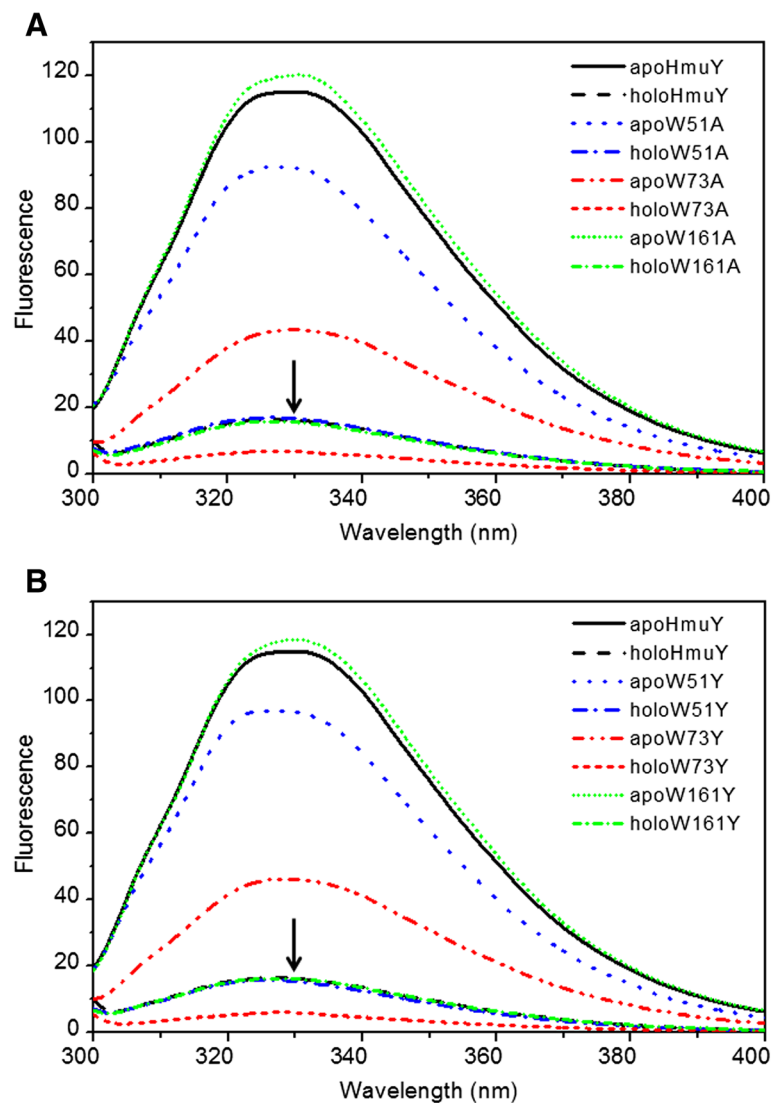 A
120
100
80
60
40
20
0
Fluorescence
apoHmuY
holoHmuY
apoW51A
holoW51A
apoW73A
holoW73A
apoW161A
holoW161A
300 320 340 360 380 400
Wavelength (nm)
B
120
100
80
60
40
20
0
Fluorescence
apoHmuY
holoHmuY
apoW51Y
holoW51Y
apoW73Y
holoW73Y
apoW161Y
holoW161Y
300 320 340 360 380 400
Wavelength (nm)